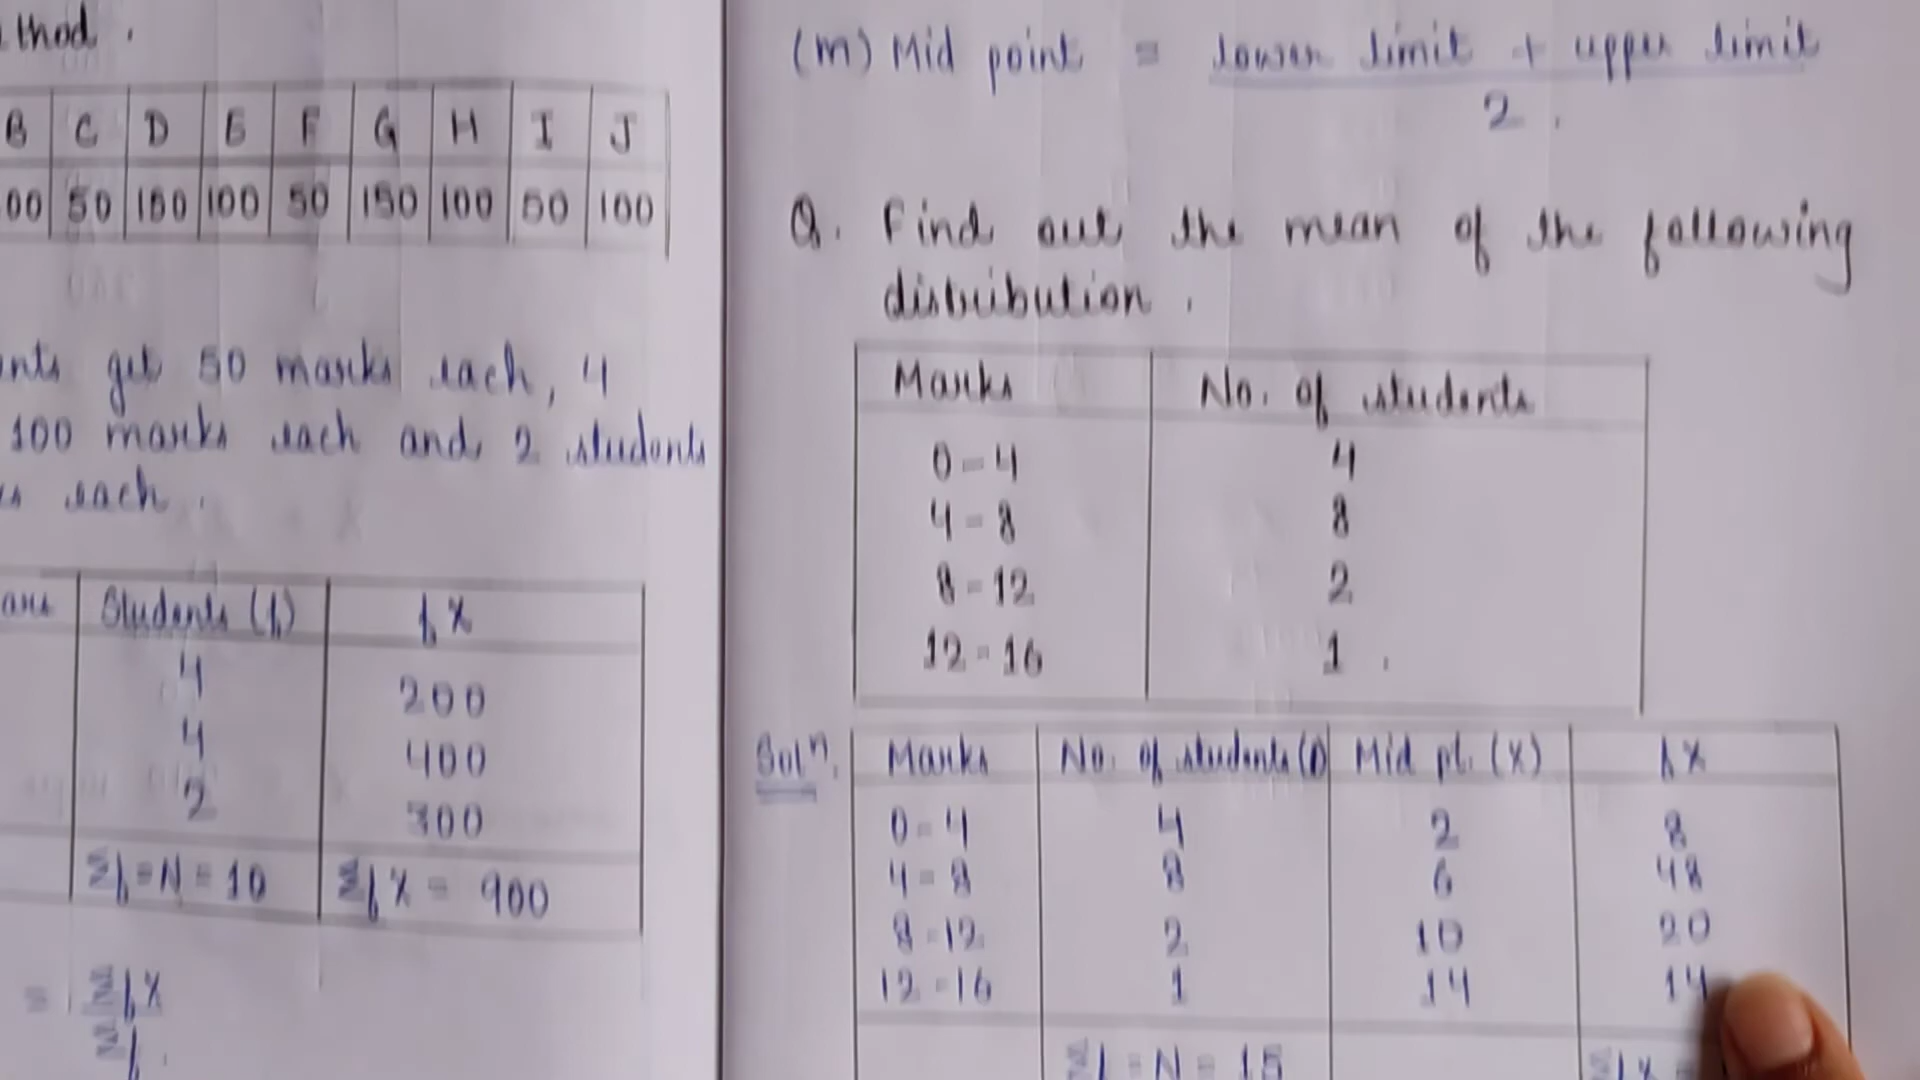 thod.
B C D E F G H I J
00 50 150 100 50 150 100 50 100
nts get 50 marks each, 4
100 marks each and 2 students
each.
Students (f) fX
4 200
4 400
2 300
Σf = N = 10 ΣfX = 900
= ΣfX
Σf
(m) Mid point = lower limit + upper limit
2.
Q. Find out the mean of the following
distribution.
Marks No. of students
0-4 4
4-8 8
8-12 2
12-16 1.
Solⁿ. Marks No. of students (f) Mid pt. (X) fX
0-4 4 2 8
4-8 8 6 48
8-12 2 10 20
12-16 1 14 14
Σf = N = 15 ΣfX =